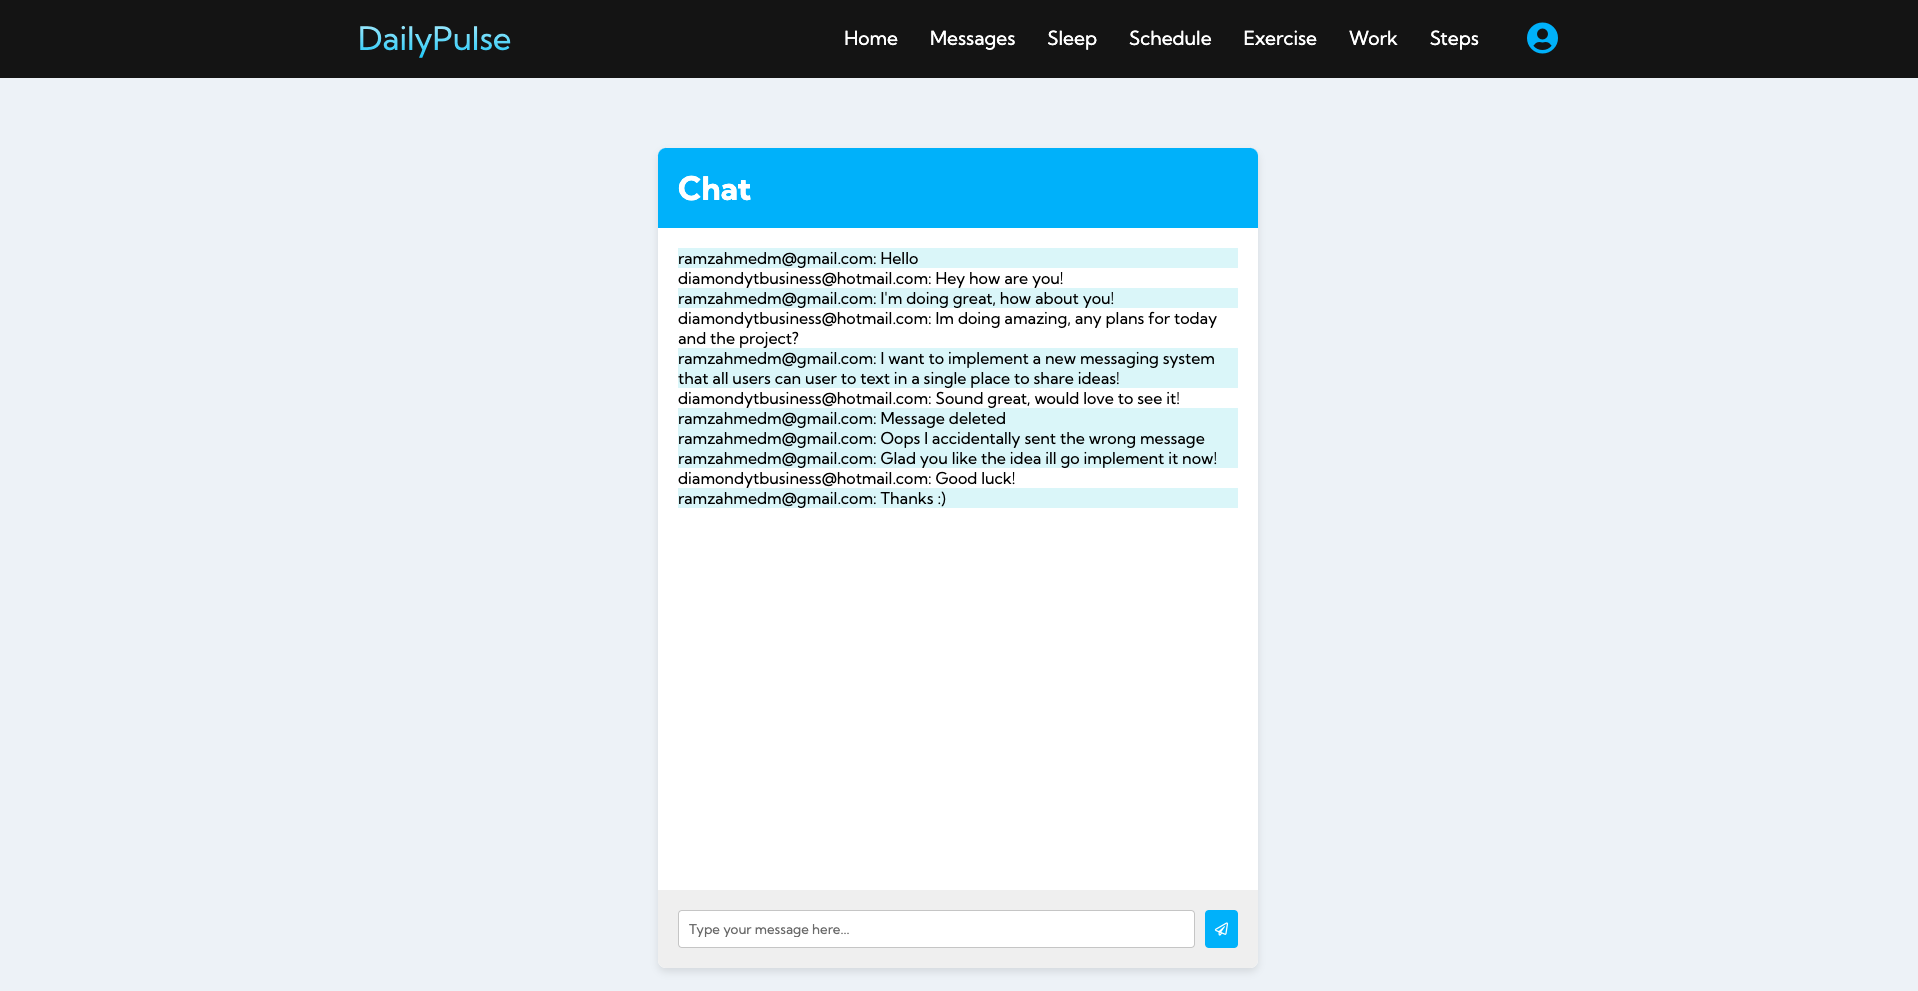 DailyPulse
Home Messages Sleep Schedule Exercise Work Steps
Chat
ramzahmedm@gmail.com: Hello
diamondytbusiness@hotmail.com: Hey how are you!
ramzahmedm@gmail.com: I'm doing great, how about you!
diamondytbusiness@hotmail.com: Im doing amazing, any plans for today
and the project?
ramzahmedm@gmail.com: I want to implement a new messaging system
that all users can user to text in a single place to share ideas!
diamondytbusiness@hotmail.com: Sound great, would love to see it!
ramzahmedm@gmail.com: Message deleted
ramzahmedm@gmail.com: Oops I accidentally sent the wrong message
ramzahmedm@gmail.com: Glad you like the idea ill go implement it now!
diamondytbusiness@hotmail.com: Good luck!
ramzahmedm@gmail.com: Thanks :)
Type your message here...